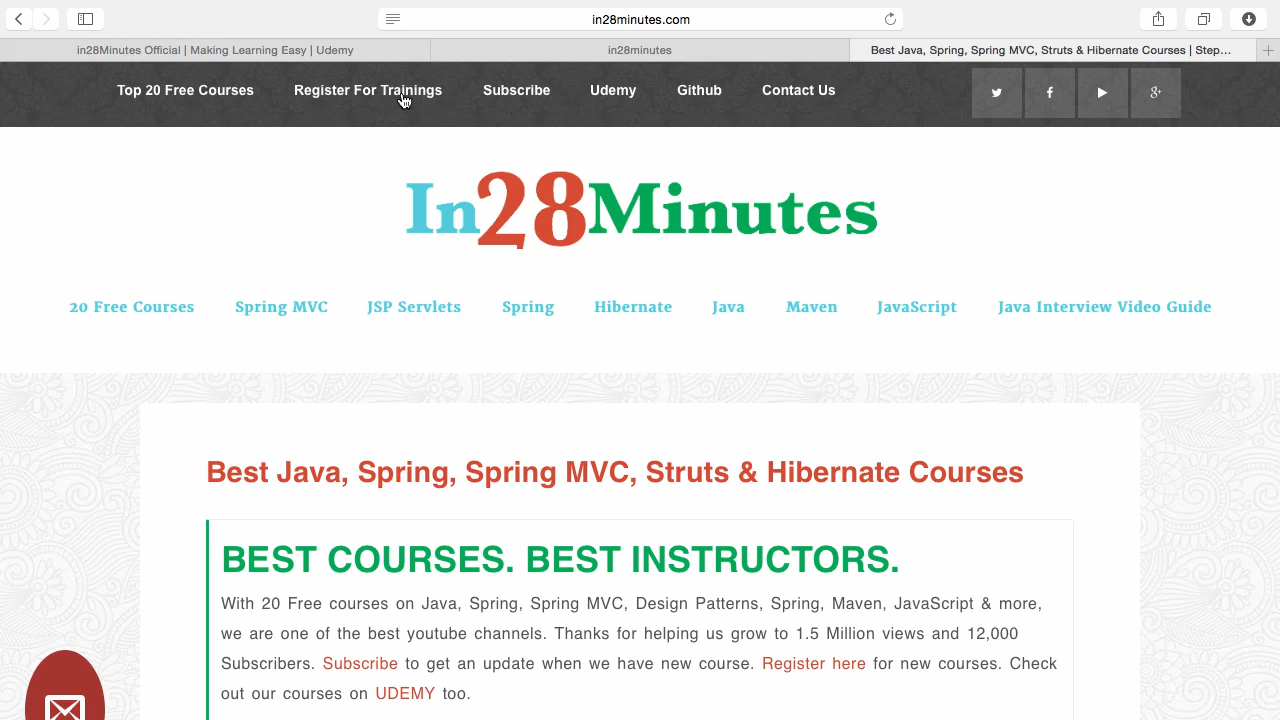 in28minutes.com
in28Minutes Official | Making Learning Easy | Udemy
in28minutes
Best Java, Spring, Spring MVC, Struts & Hibernate Courses | Step...
Top 20 Free Courses
Register For Trainings
Subscribe
Udemy
Github
Contact Us
In28Minutes
20 Free Courses
Spring MVC
JSP Servlets
Spring
Hibernate
Java
Maven
JavaScript
Java Interview Video Guide
Best Java, Spring, Spring MVC, Struts & Hibernate Courses
BEST COURSES. BEST INSTRUCTORS.
With 20 Free courses on Java, Spring, Spring MVC, Design Patterns, Spring, Maven, JavaScript & more,
we are one of the best youtube channels. Thanks for helping us grow to 1.5 Million views and 12,000
Subscribers. Subscribe to get an update when we have new course. Register here for new courses. Check
out our courses on UDEMY too.